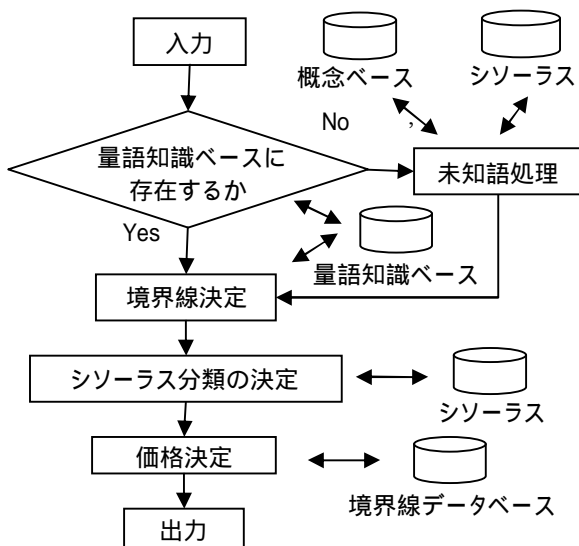 入力
概念ベース
シソーラス
No
,
量語知識ベースに
存在するか
未知語処理
Yes
量語知識ベース
境界線決定
シソーラス分類の決定
シソーラス
価格決定
境界線データベース
出力